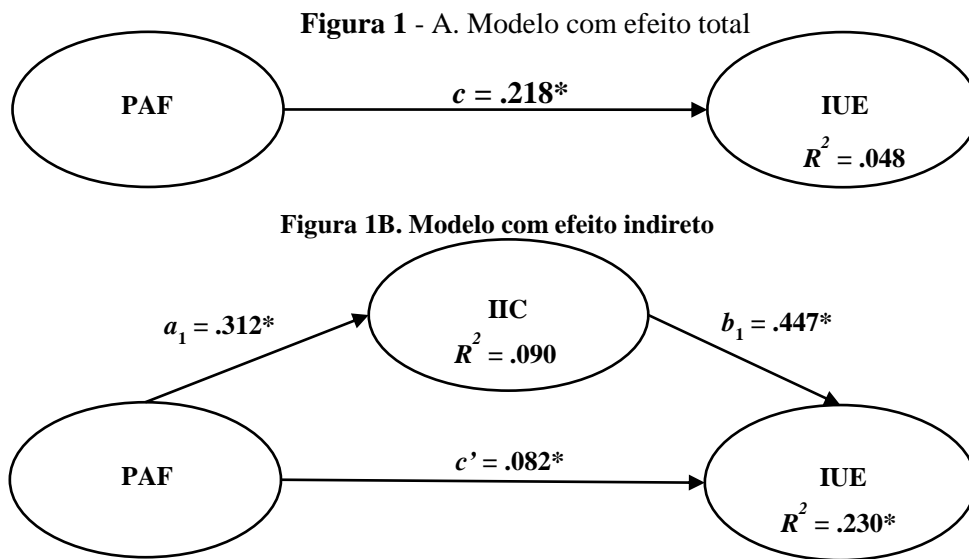 Figura 1 - A. Modelo com efeito total
PAF
c = .218*
IUE
R² = .048
Figura 1B. Modelo com efeito indireto
IIC
R² = .090
a₁ = .312*
b₁ = .447*
PAF
c’ = .082*
IUE
R² = .230*